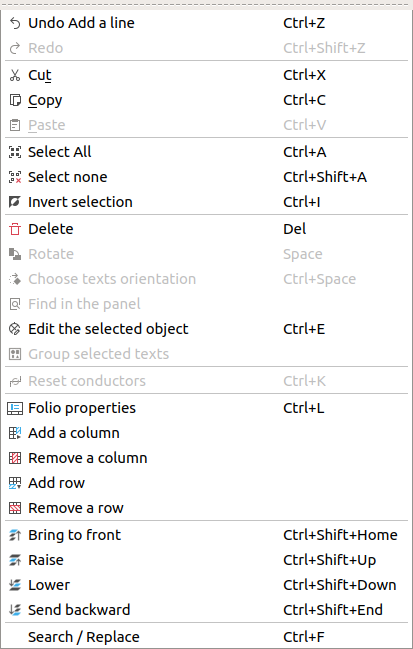 Undo Add a line Ctrl+Z
Redo Ctrl+Shift+Z
Cut Ctrl+X
Copy Ctrl+C
Paste Ctrl+V
Select All Ctrl+A
Select none Ctrl+Shift+A
Invert selection Ctrl+I
Delete Del
Rotate Space
Choose texts orientation Ctrl+Space
Find in the panel
Edit the selected object Ctrl+E
Group selected texts
Reset conductors Ctrl+K
Folio properties Ctrl+L
Add a column
Remove a column
Add row
Remove a row
Bring to front Ctrl+Shift+Home
Raise Ctrl+Shift+Up
Lower Ctrl+Shift+Down
Send backward Ctrl+Shift+End
Search / Replace Ctrl+F